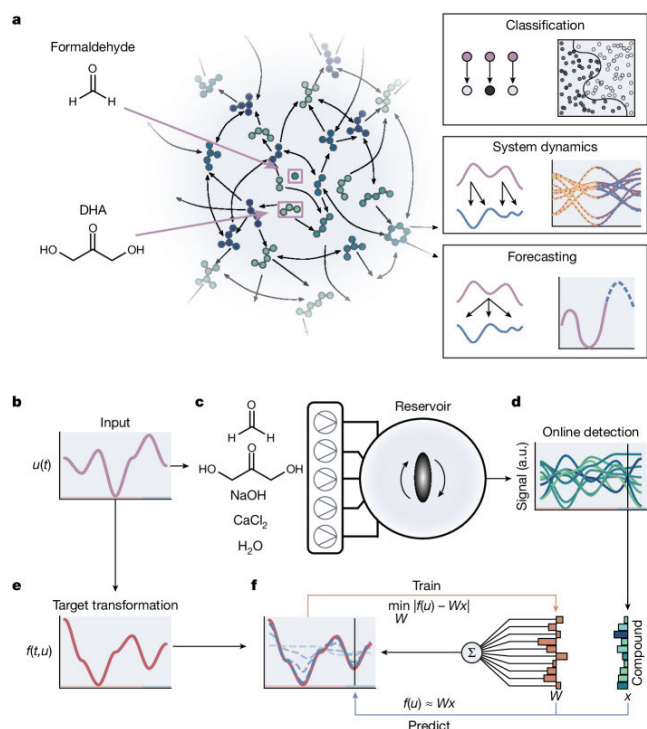 a
Formaldehyde
O
H H
DHA
O
HO OH
Classification
System dynamics
Forecasting
b
Input
u(t)
c
O
H H
O
HO OH
NaOH
CaCl2
H2O
Reservoir
d
Online detection
Signal (a.u.)
e
Target transformation
f(t,u)
f
Train
min |f(u) – Wx|
W
Σ
W
x
Compound
f(u) ≈ Wx
Predict